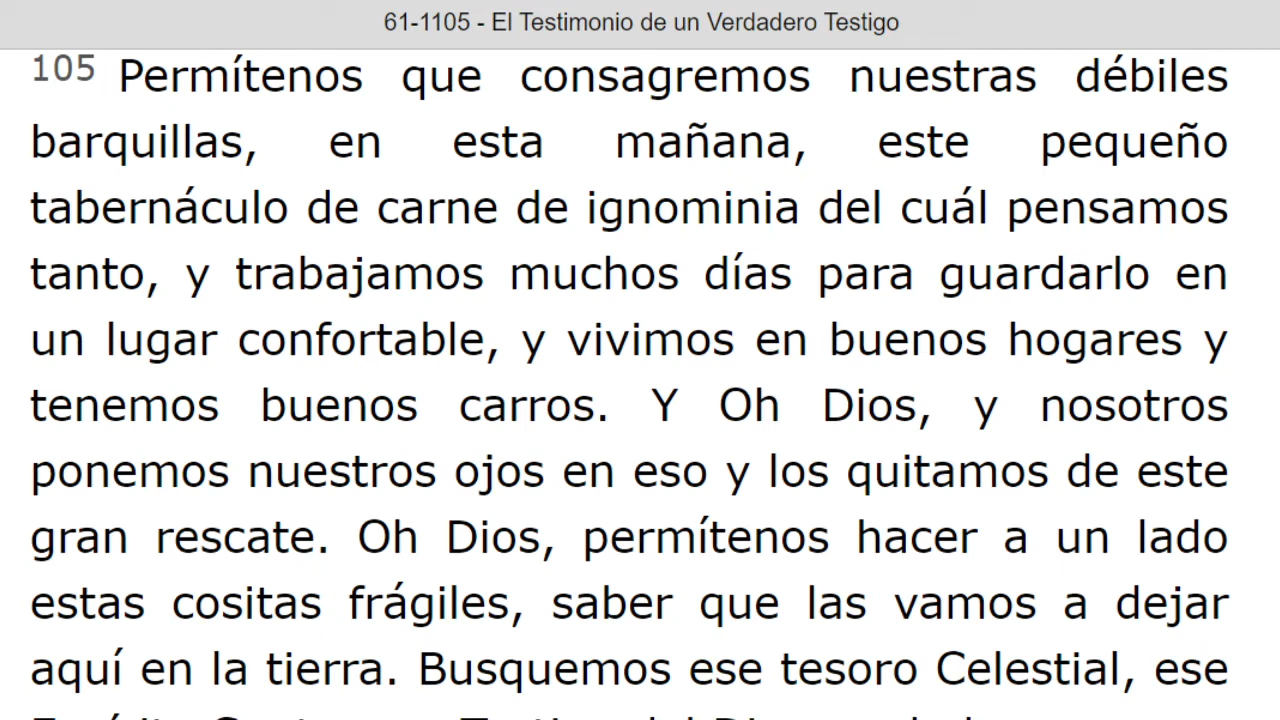 61-1105 - El Testimonio de un Verdadero Testigo
105 Permítenos que consagremos nuestras débiles
barquillas, en esta mañana, este pequeño
tabernáculo de carne de ignominia del cuál pensamos
tanto, y trabajamos muchos días para guardarlo en
un lugar confortable, y vivimos en buenos hogares y
tenemos buenos carros. Y Oh Dios, y nosotros
ponemos nuestros ojos en eso y los quitamos de este
gran rescate. Oh Dios, permítenos hacer a un lado
estas cositas frágiles, saber que las vamos a dejar
aquí en la tierra. Busquemos ese tesoro Celestial, ese